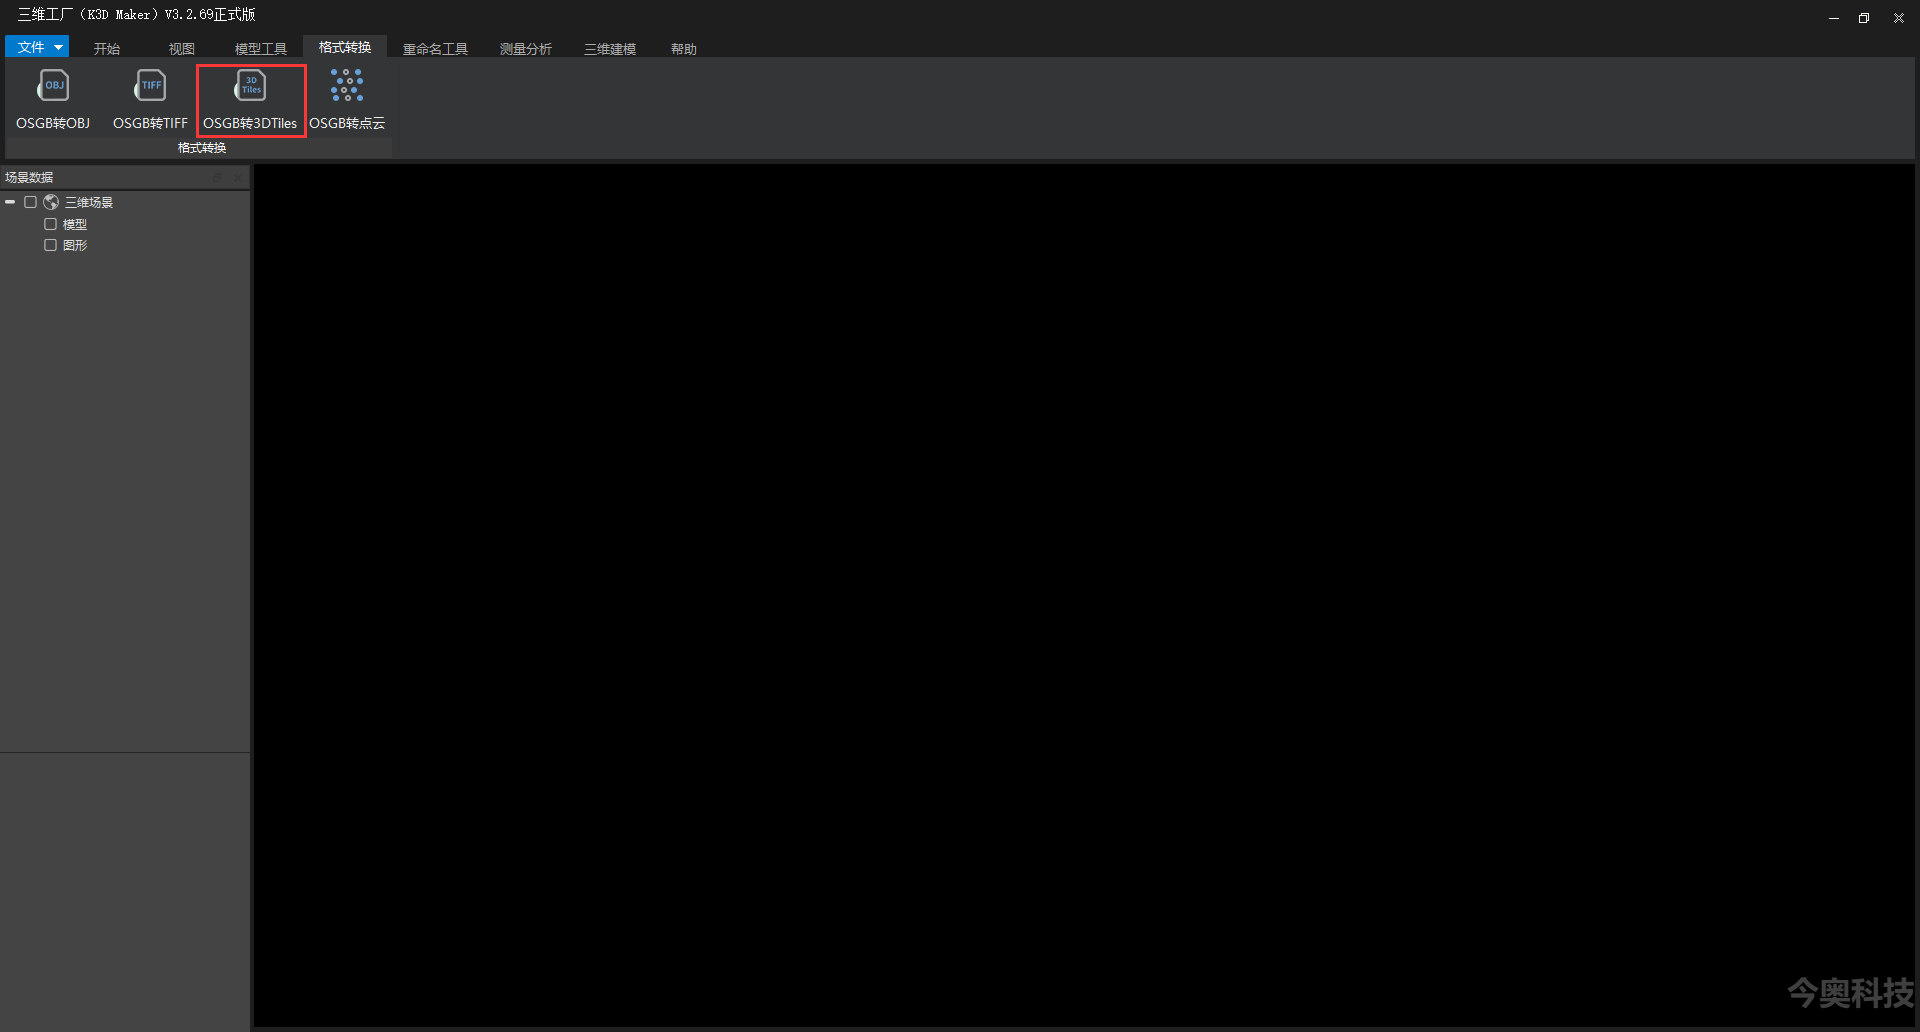 三维工厂（K3D Maker）V3.2.69正式版
文件 开始 视图 模型工具 格式转换 重命名工具 测量分析 三维建模 帮助
OBJ TIFF 3D Tiles
OSGB转OBJ OSGB转TIFF OSGB转3DTiles OSGB转点云
格式转换
场景数据
三维场景
模型
图形
今奥科技